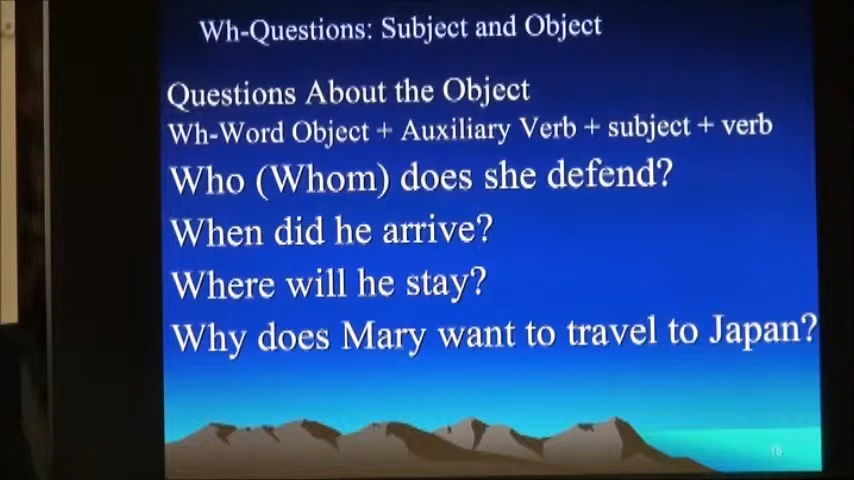 Wh-Questions: Subject and Object
Questions About the Object
Wh-Word Object + Auxiliary Verb + subject + verb
Who (Whom) does she defend?
When did he arrive?
Where will he stay?
Why does Mary want to travel to Japan?
16